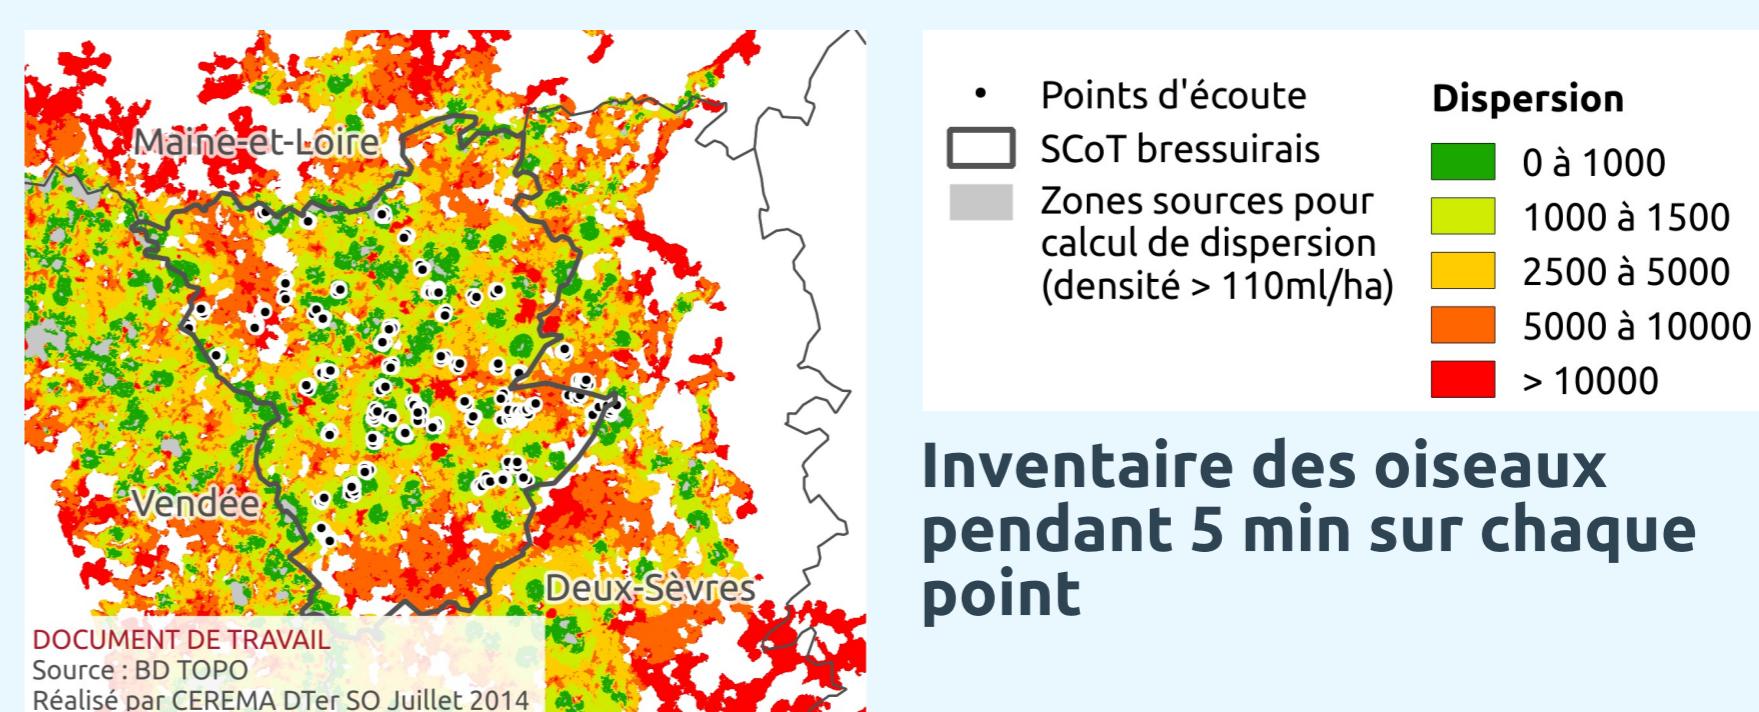 Maine-et-Loire
Vendée
Deux-Sèvres
DOCUMENT DE TRAVAIL
Source : BD TOPO
Réalisé par CEREMA DTer SO Juillet 2014
Points d'écoute
SCoT bressuirais
Zones sources pour
calcul de dispersion
(densité > 110ml/ha)
Dispersion
0 à 1000
1000 à 1500
2500 à 5000
5000 à 10000
> 10000
Inventaire des oiseaux
pendant 5 min sur chaque
point